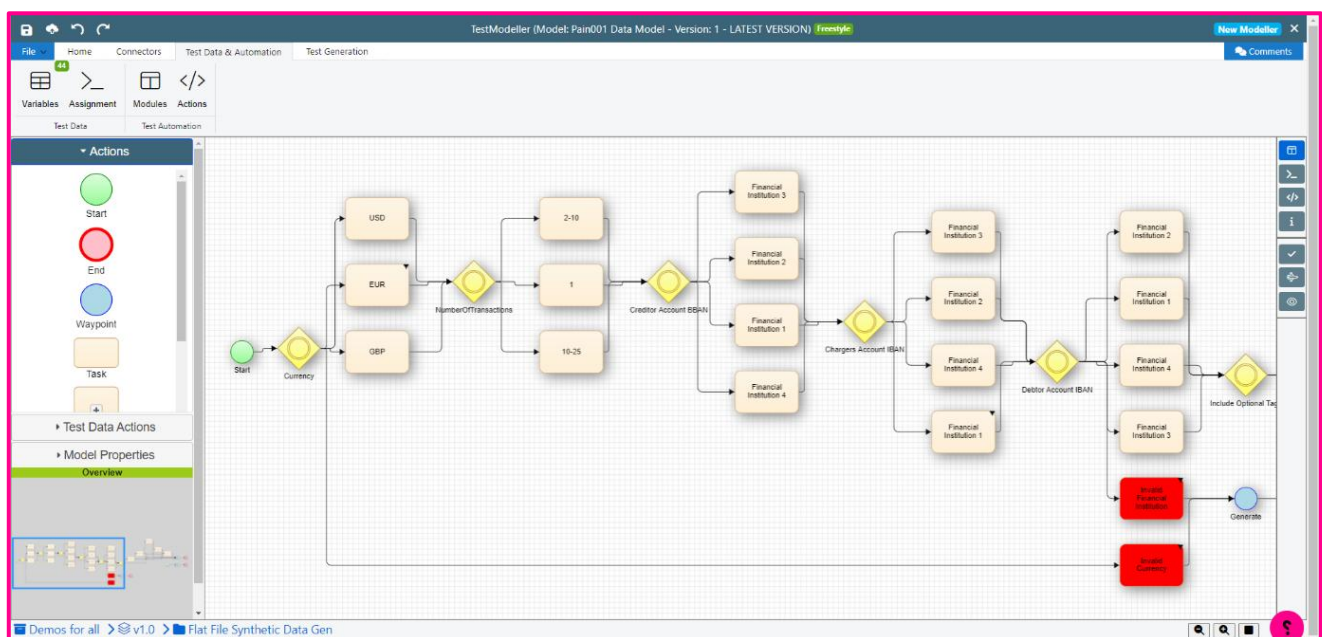 TestModeller (Model: Pain001 Data Model - Version: 1 - LATEST VERSION) Freestyle
New Modeller ×
File
Home
Connectors
Test Data & Automation
Test Generation
Comments
44
Variables
Assignment
Modules
Actions
Test Data
Test Automation
Actions
Start
End
Waypoint
Task
Test Data Actions
Model Properties
Overview
Start
Currency
USD
EUR
GBP
NumberOfTransactions
2-10
1
10-25
Creditor Account BBAN
Financial
Institution 3
Financial
Institution 2
Financial
Institution 1
Financial
Institution 4
Chargers Account IBAN
Financial
Institution 3
Financial
Institution 2
Financial
Institution 4
Financial
Institution 1
Debtor Account IBAN
Financial
Institution 2
Financial
Institution 1
Financial
Institution 4
Financial
Institution 3
Invalid
Financial
Institution
Invalid
Currency
Include Optional Tag
Generate
Demos for all
v1.0
Flat File Synthetic Data Gen